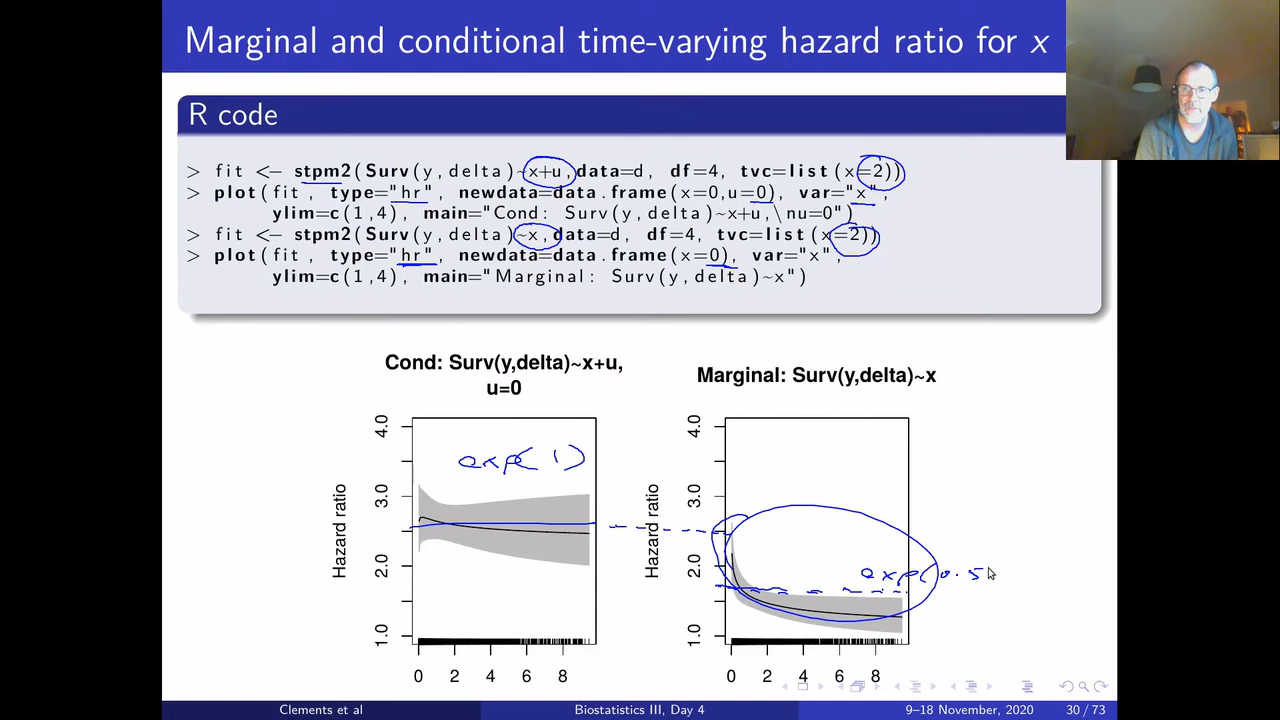 Marginal and conditional time-varying hazard ratio for x
R code
> fit <- stpm2(Surv(y,delta)~x+u,data=d, df=4, tvc=list(x=2))
> plot(fit, type="hr", newdata=data.frame(x=0,u=0), var="x",
ylim=c(1,4), main="Cond: Surv(y,delta)~x+u,\nu=0")
> fit <- stpm2(Surv(y,delta)~x,data=d, df=4, tvc=list(x=2))
> plot(fit, type="hr", newdata=data.frame(x=0), var="x",
ylim=c(1,4), main="Marginal: Surv(y,delta)~x")
Cond: Surv(y,delta)~x+u,
u=0
Hazard ratio
4.0
3.0
2.0
1.0
exp(1)
0 2 4 6 8
Marginal: Surv(y,delta)~x
Hazard ratio
4.0
3.0
2.0
1.0
exp(0.5
0 2 4 6 8
Clements et al
Biostatistics III, Day 4
9–18 November, 2020
30 / 73